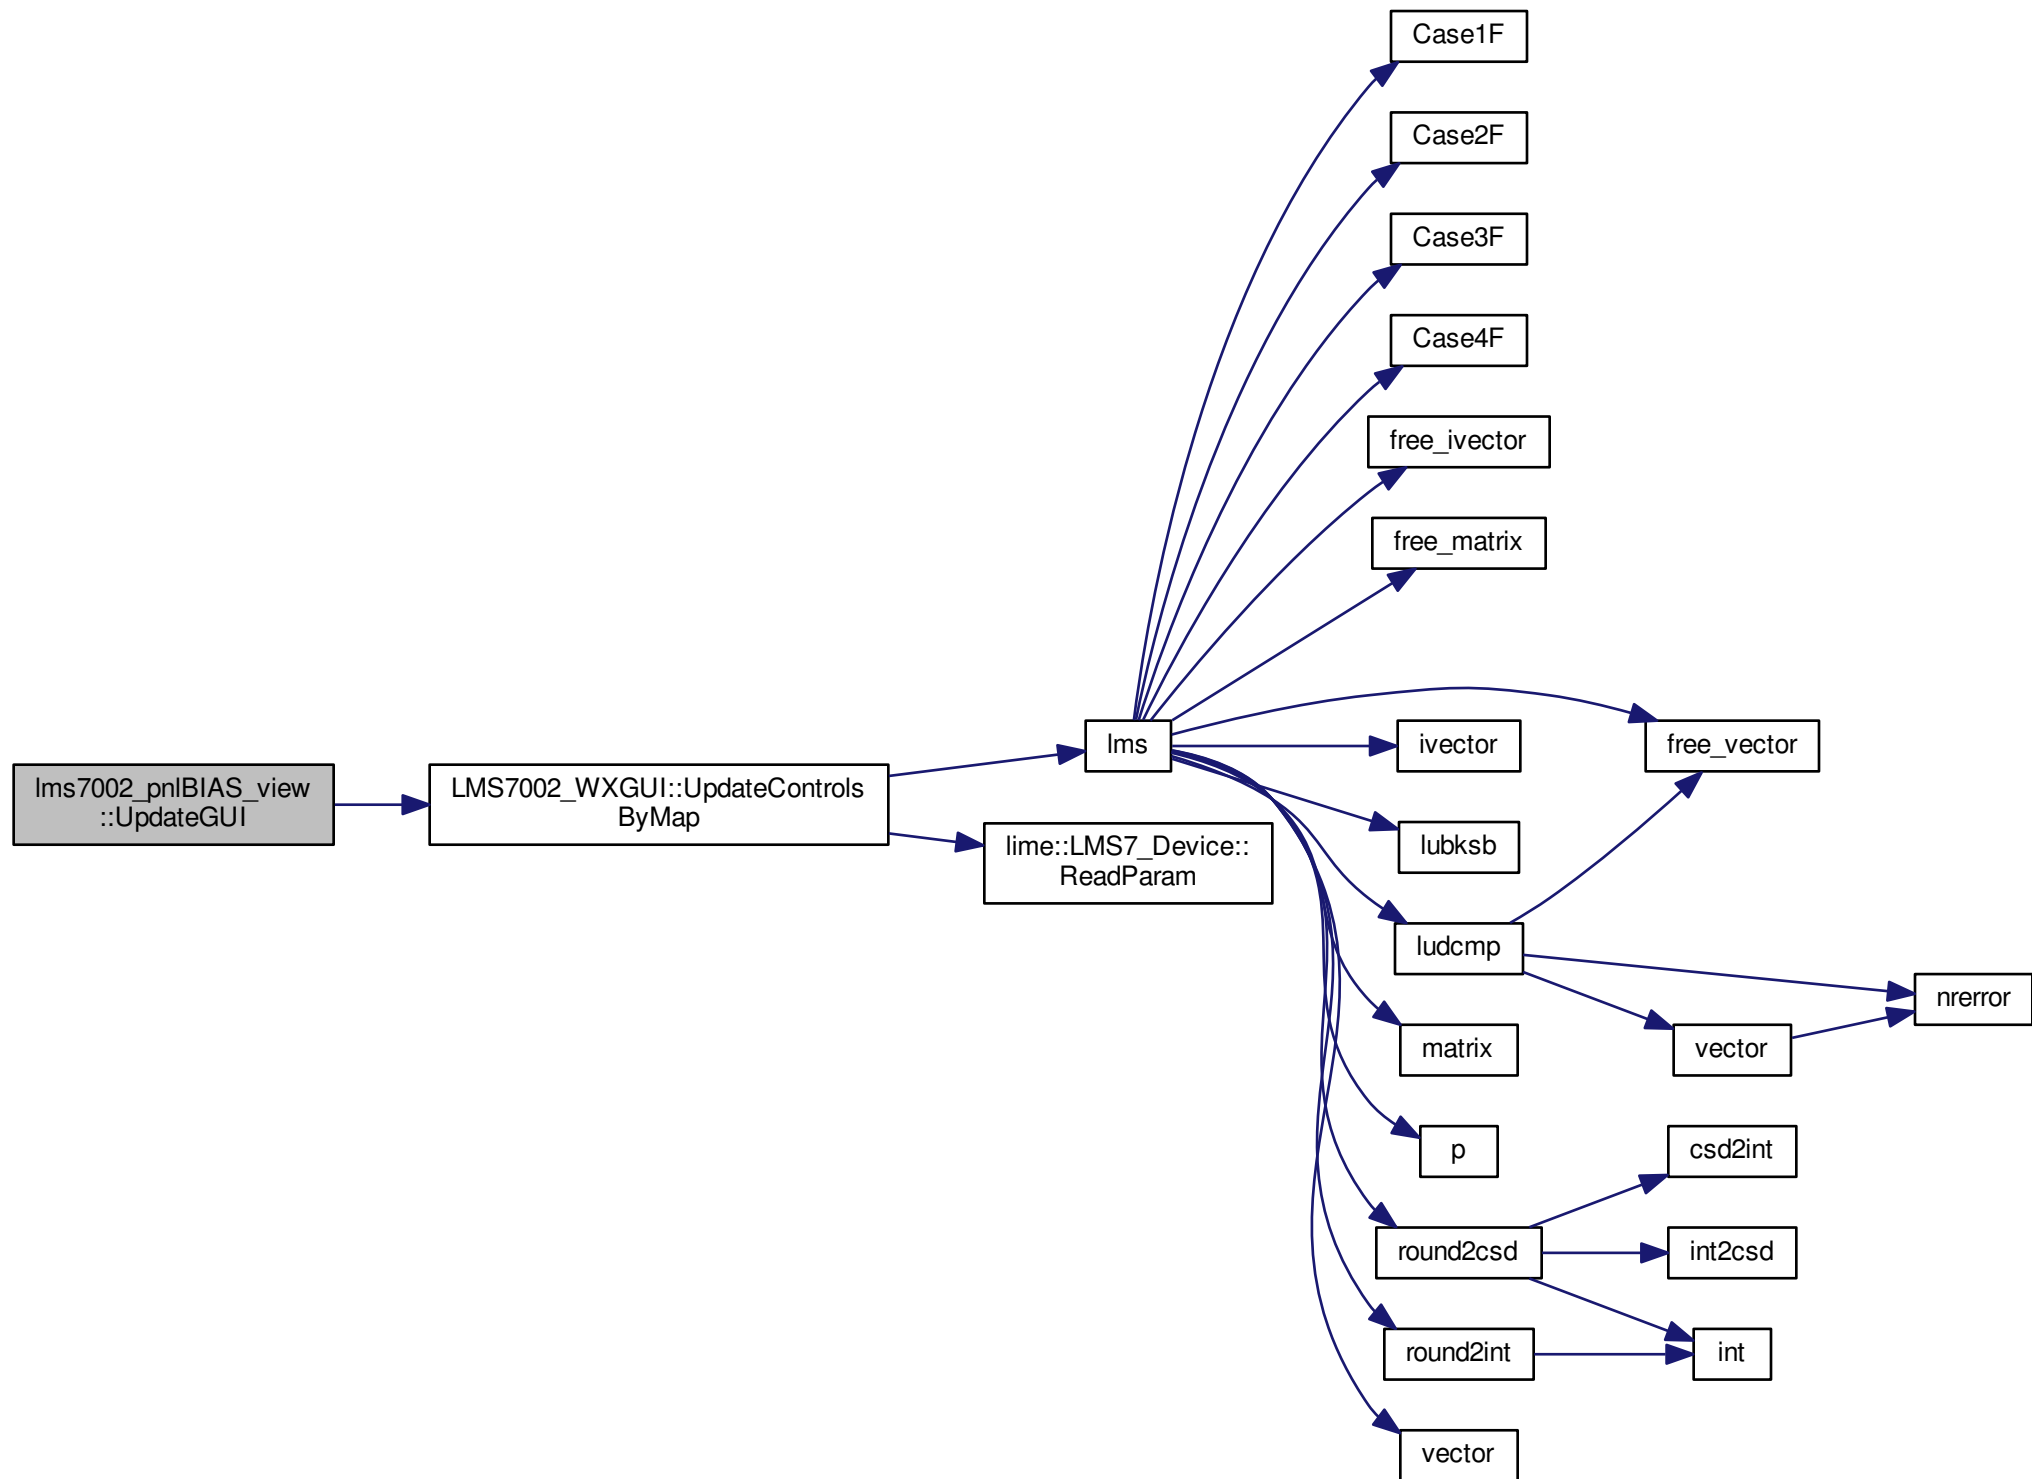 Case1F
Case2F
Case3F
Case4F
free_ivector
free_matrix
lms7002_pnlBIAS_view
::UpdateGUI
LMS7002_WXGUI::UpdateControls
ByMap
lms
lime::LMS7_Device::
ReadParam
ivector
free_vector
lubksb
ludcmp
nrerror
matrix
vector
p
csd2int
round2csd
int2csd
round2int
int
vector